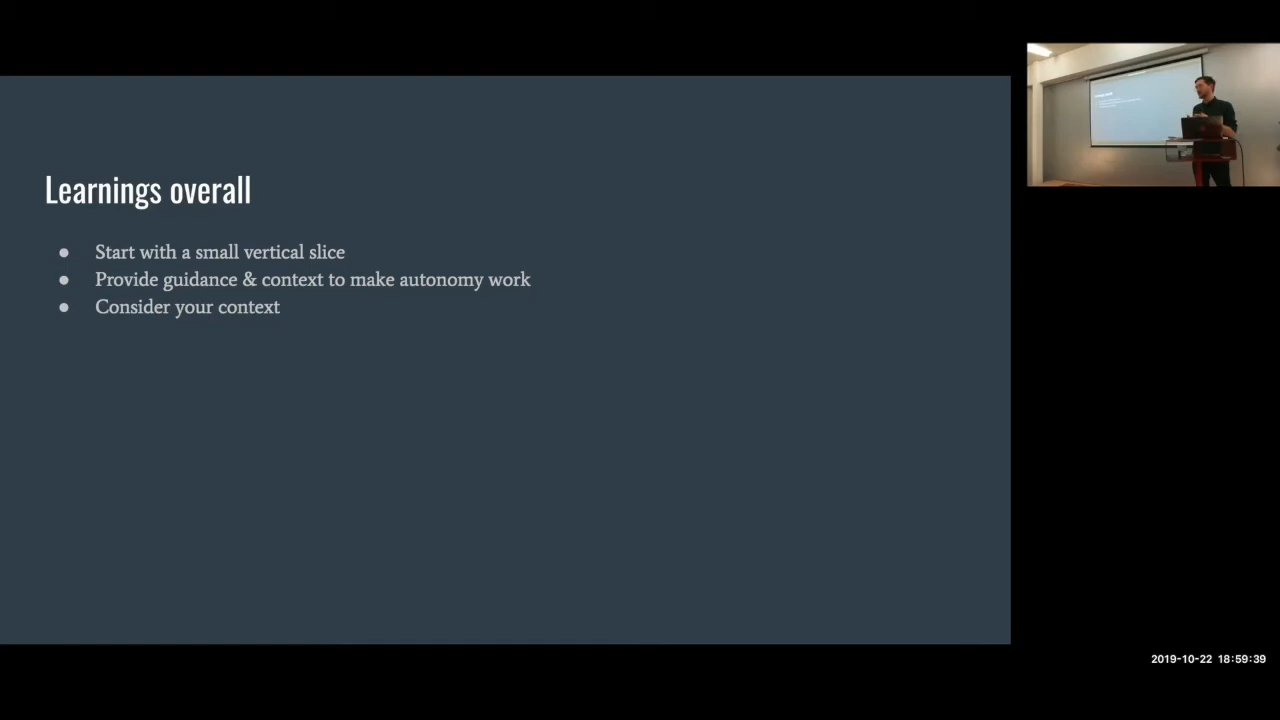 Learnings overall
● Start with a small vertical slice
● Provide guidance & context to make autonomy work
● Consider your context
2019-10-22 18:59:39